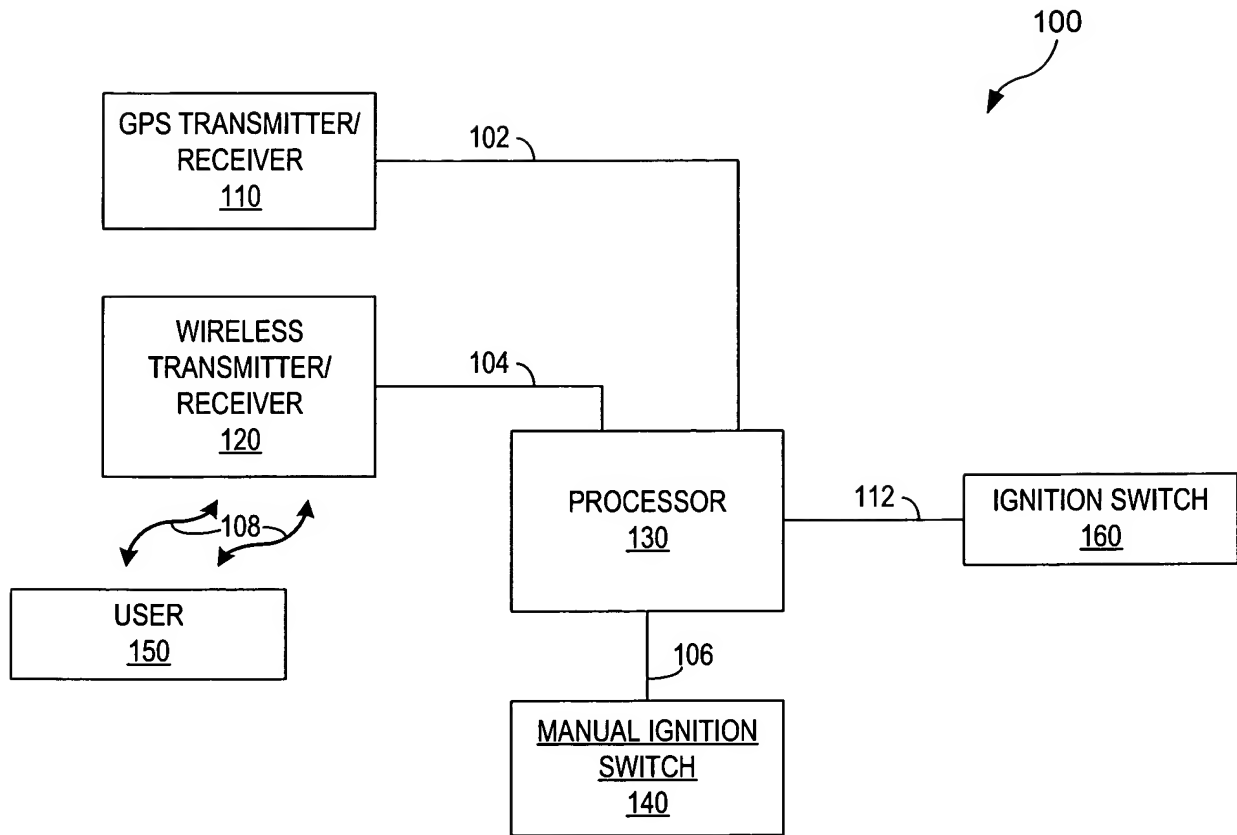 100
GPS TRANSMITTER/
RECEIVER
110
102
WIRELESS
TRANSMITTER/
RECEIVER
120
104
PROCESSOR
130
112
IGNITION SWITCH
160
108
USER
150
106
MANUAL IGNITION
SWITCH
140